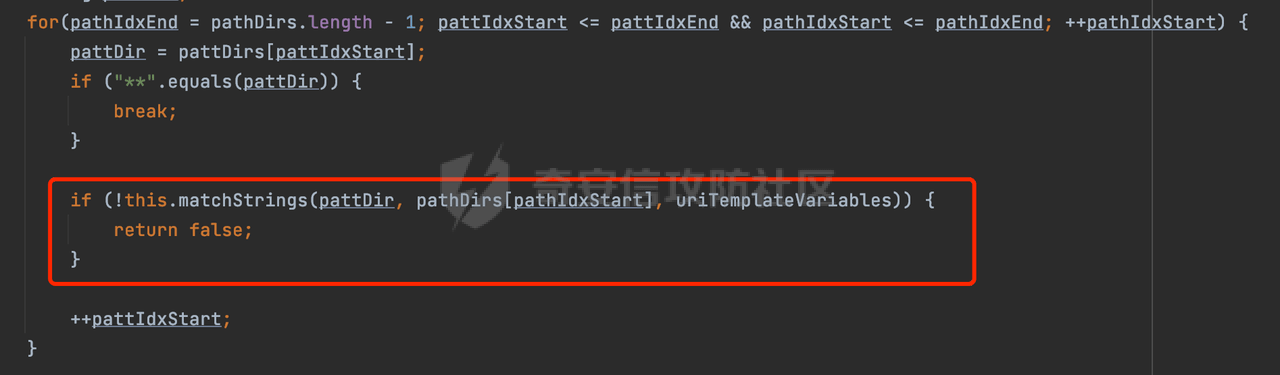 for(pathIdxEnd = pathDirs.length - 1; pattIdxStart <= pattIdxEnd && pathIdxStart <= pathIdxEnd; ++pathIdxStart) {
pattDir = pattDirs[pattIdxStart];
if ("**".equals(pattDir)) {
break;
}
奇安信攻防社区
if (!this.matchStrings(pattDir, pathDirs[pathIdxStart], uriTemplateVariables)) {
return false;
}
++pattIdxStart;
}